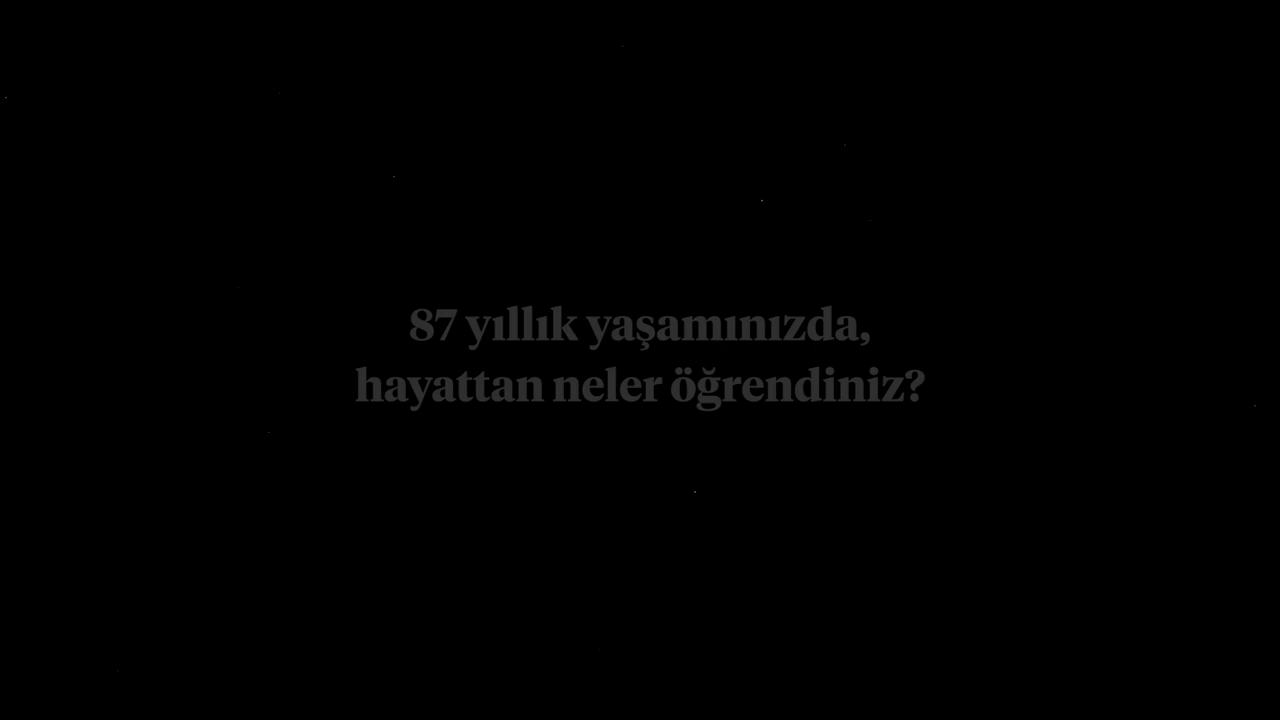 87 yıllık yaşamınızda,
hayattan neler öğrendiniz?